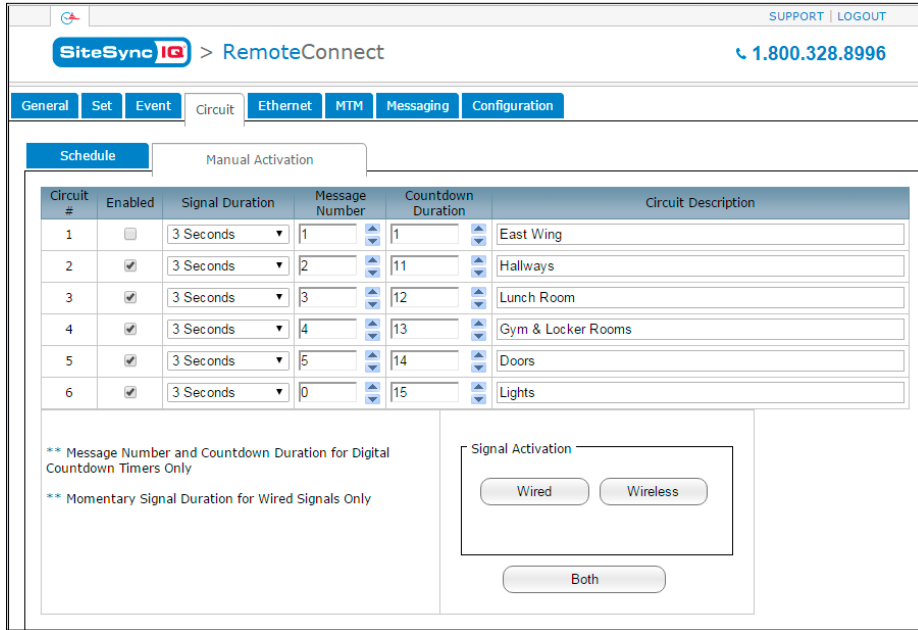 SUPPORT | LOGOUT
SiteSync IQ > RemoteConnect
1.800.328.8996
General Set Event Circuit Ethernet MTM Messaging Configuration
Schedule Manual Activation
Circuit # Enabled Signal Duration Message Number Countdown Duration Circuit Description
1 3 Seconds 1 1 East Wing
2 3 Seconds 2 11 Hallways
3 3 Seconds 3 12 Lunch Room
4 3 Seconds 4 13 Gym & Locker Rooms
5 3 Seconds 5 14 Doors
6 3 Seconds 0 15 Lights
** Message Number and Countdown Duration for Digital
Countdown Timers Only
** Momentary Signal Duration for Wired Signals Only
Signal Activation
Wired Wireless
Both